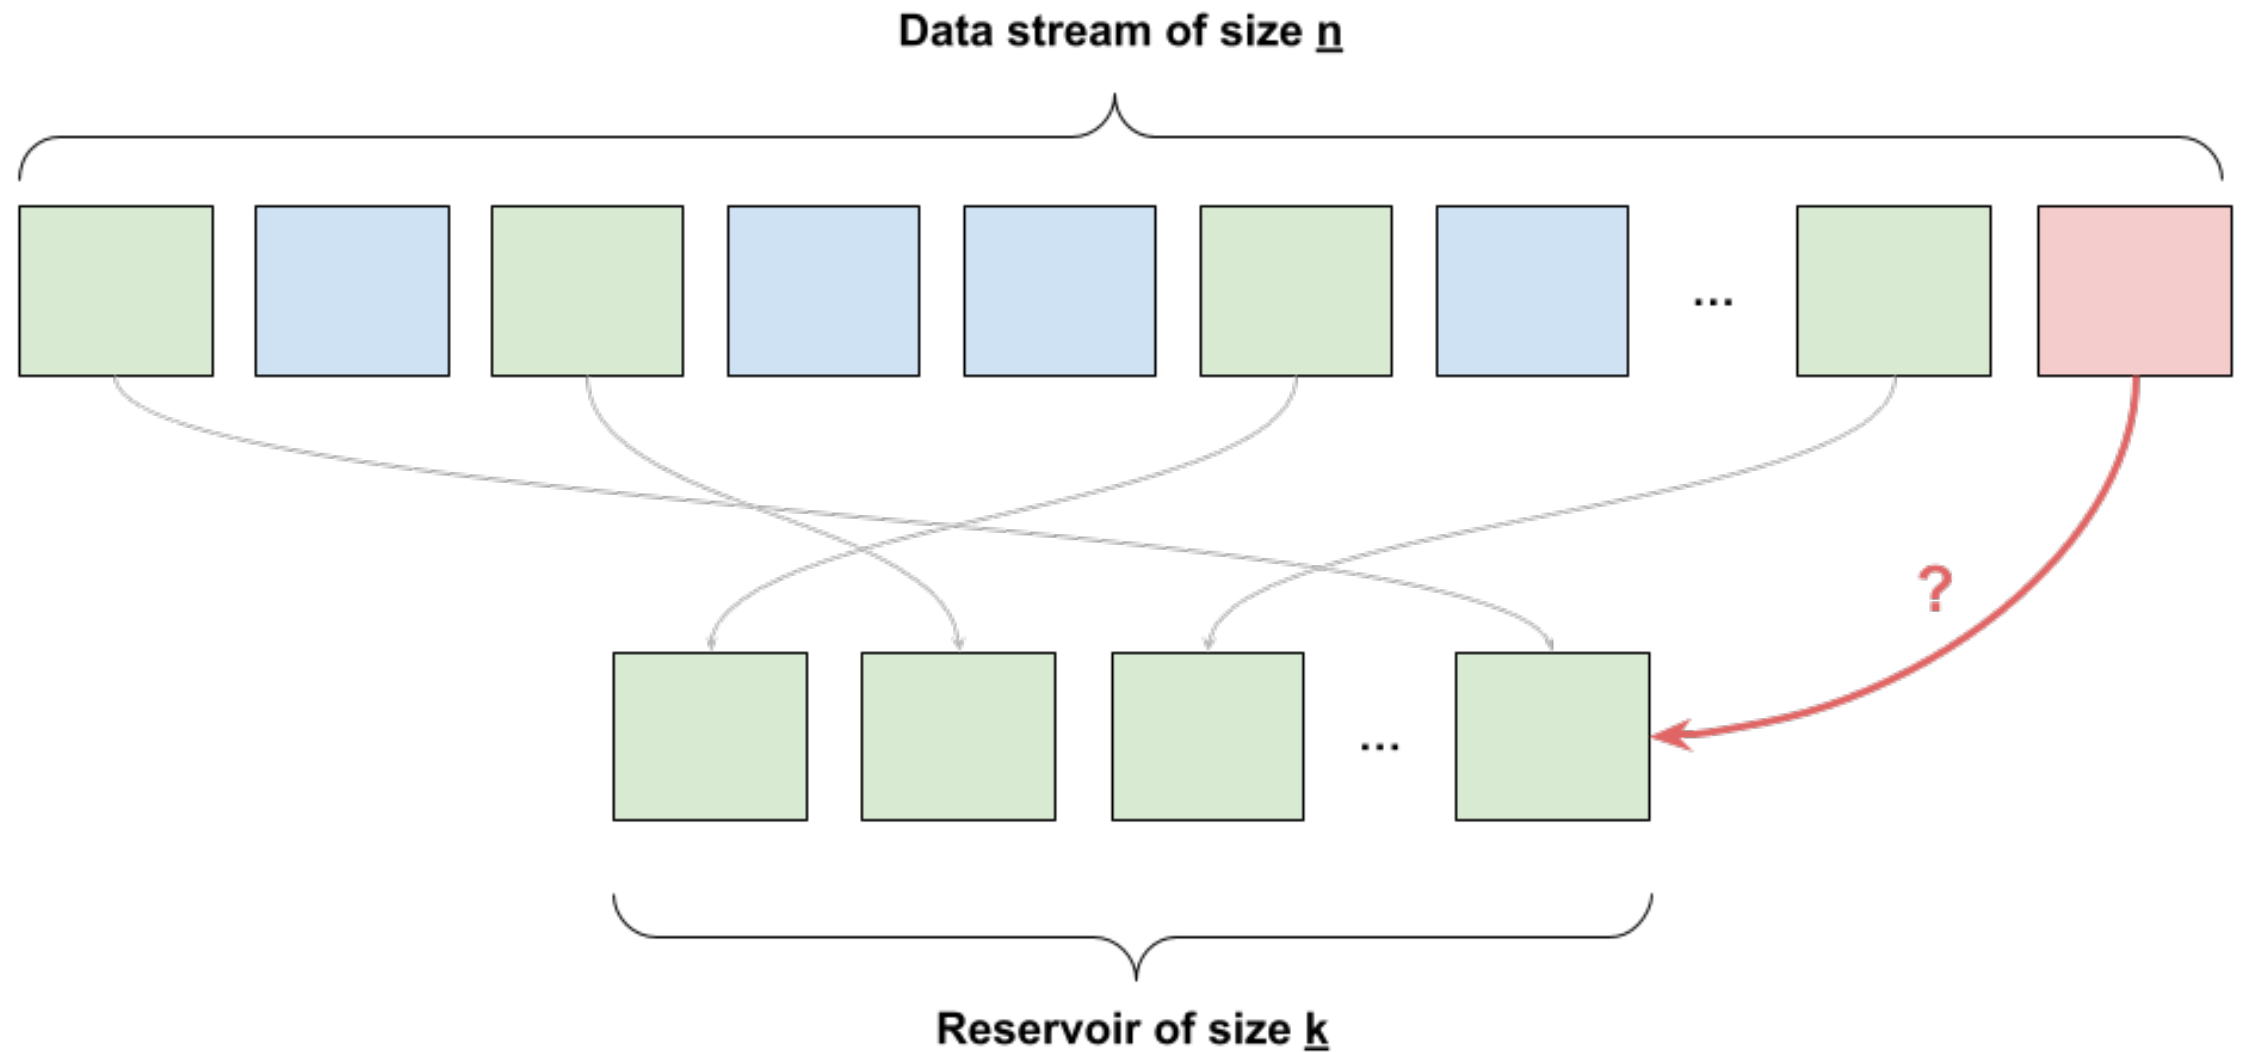 Data stream of size n
...
?
...
Reservoir of size k